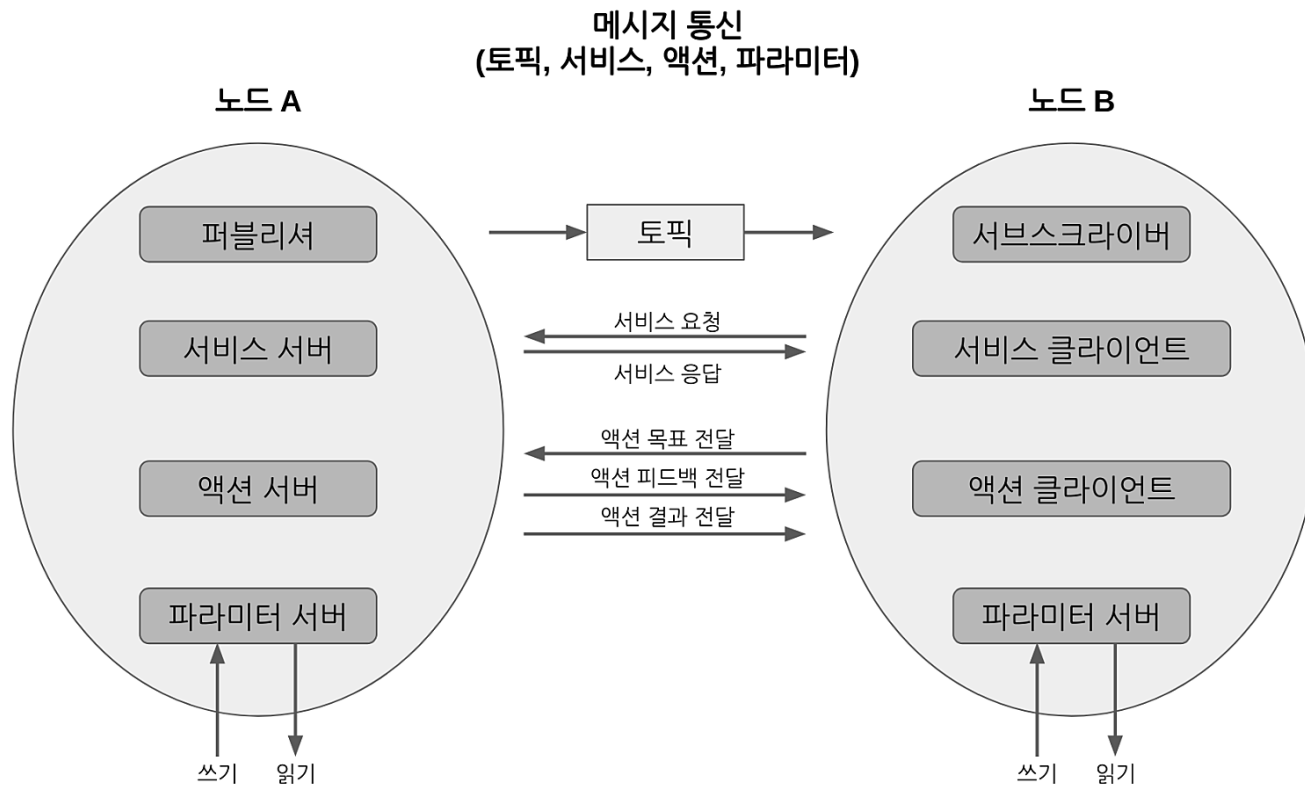 메시지 통신
(토픽, 서비스, 액션, 파라미터)
노드 A
노드 B
퍼블리셔
토픽
서브스크라이버
서비스 요청
서비스 서버
서비스 클라이언트
서비스 응답
액션 목표 전달
액션 서버
액션 피드백 전달
액션 클라이언트
액션 결과 전달
파라미터 서버
파라미터 서버
쓰기
읽기
쓰기
읽기